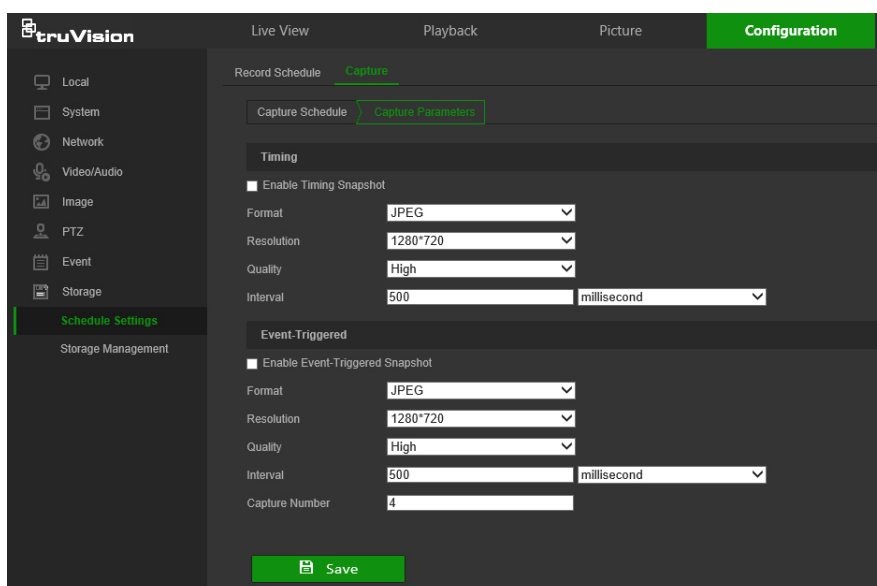 truVision Live View Playback Picture Configuration
Record Schedule Capture
Local
System
Network
Video/Audio
Image
PTZ
Event
Storage
Schedule Settings
Storage Management
Capture Schedule Capture Parameters
Timing
Enable Timing Snapshot
Format JPEG
Resolution 1280*720
Quality High
Interval 500 millisecond
Event-Triggered
Enable Event-Triggered Snapshot
Format JPEG
Resolution 1280*720
Quality High
Interval 500 millisecond
Capture Number 4
Save